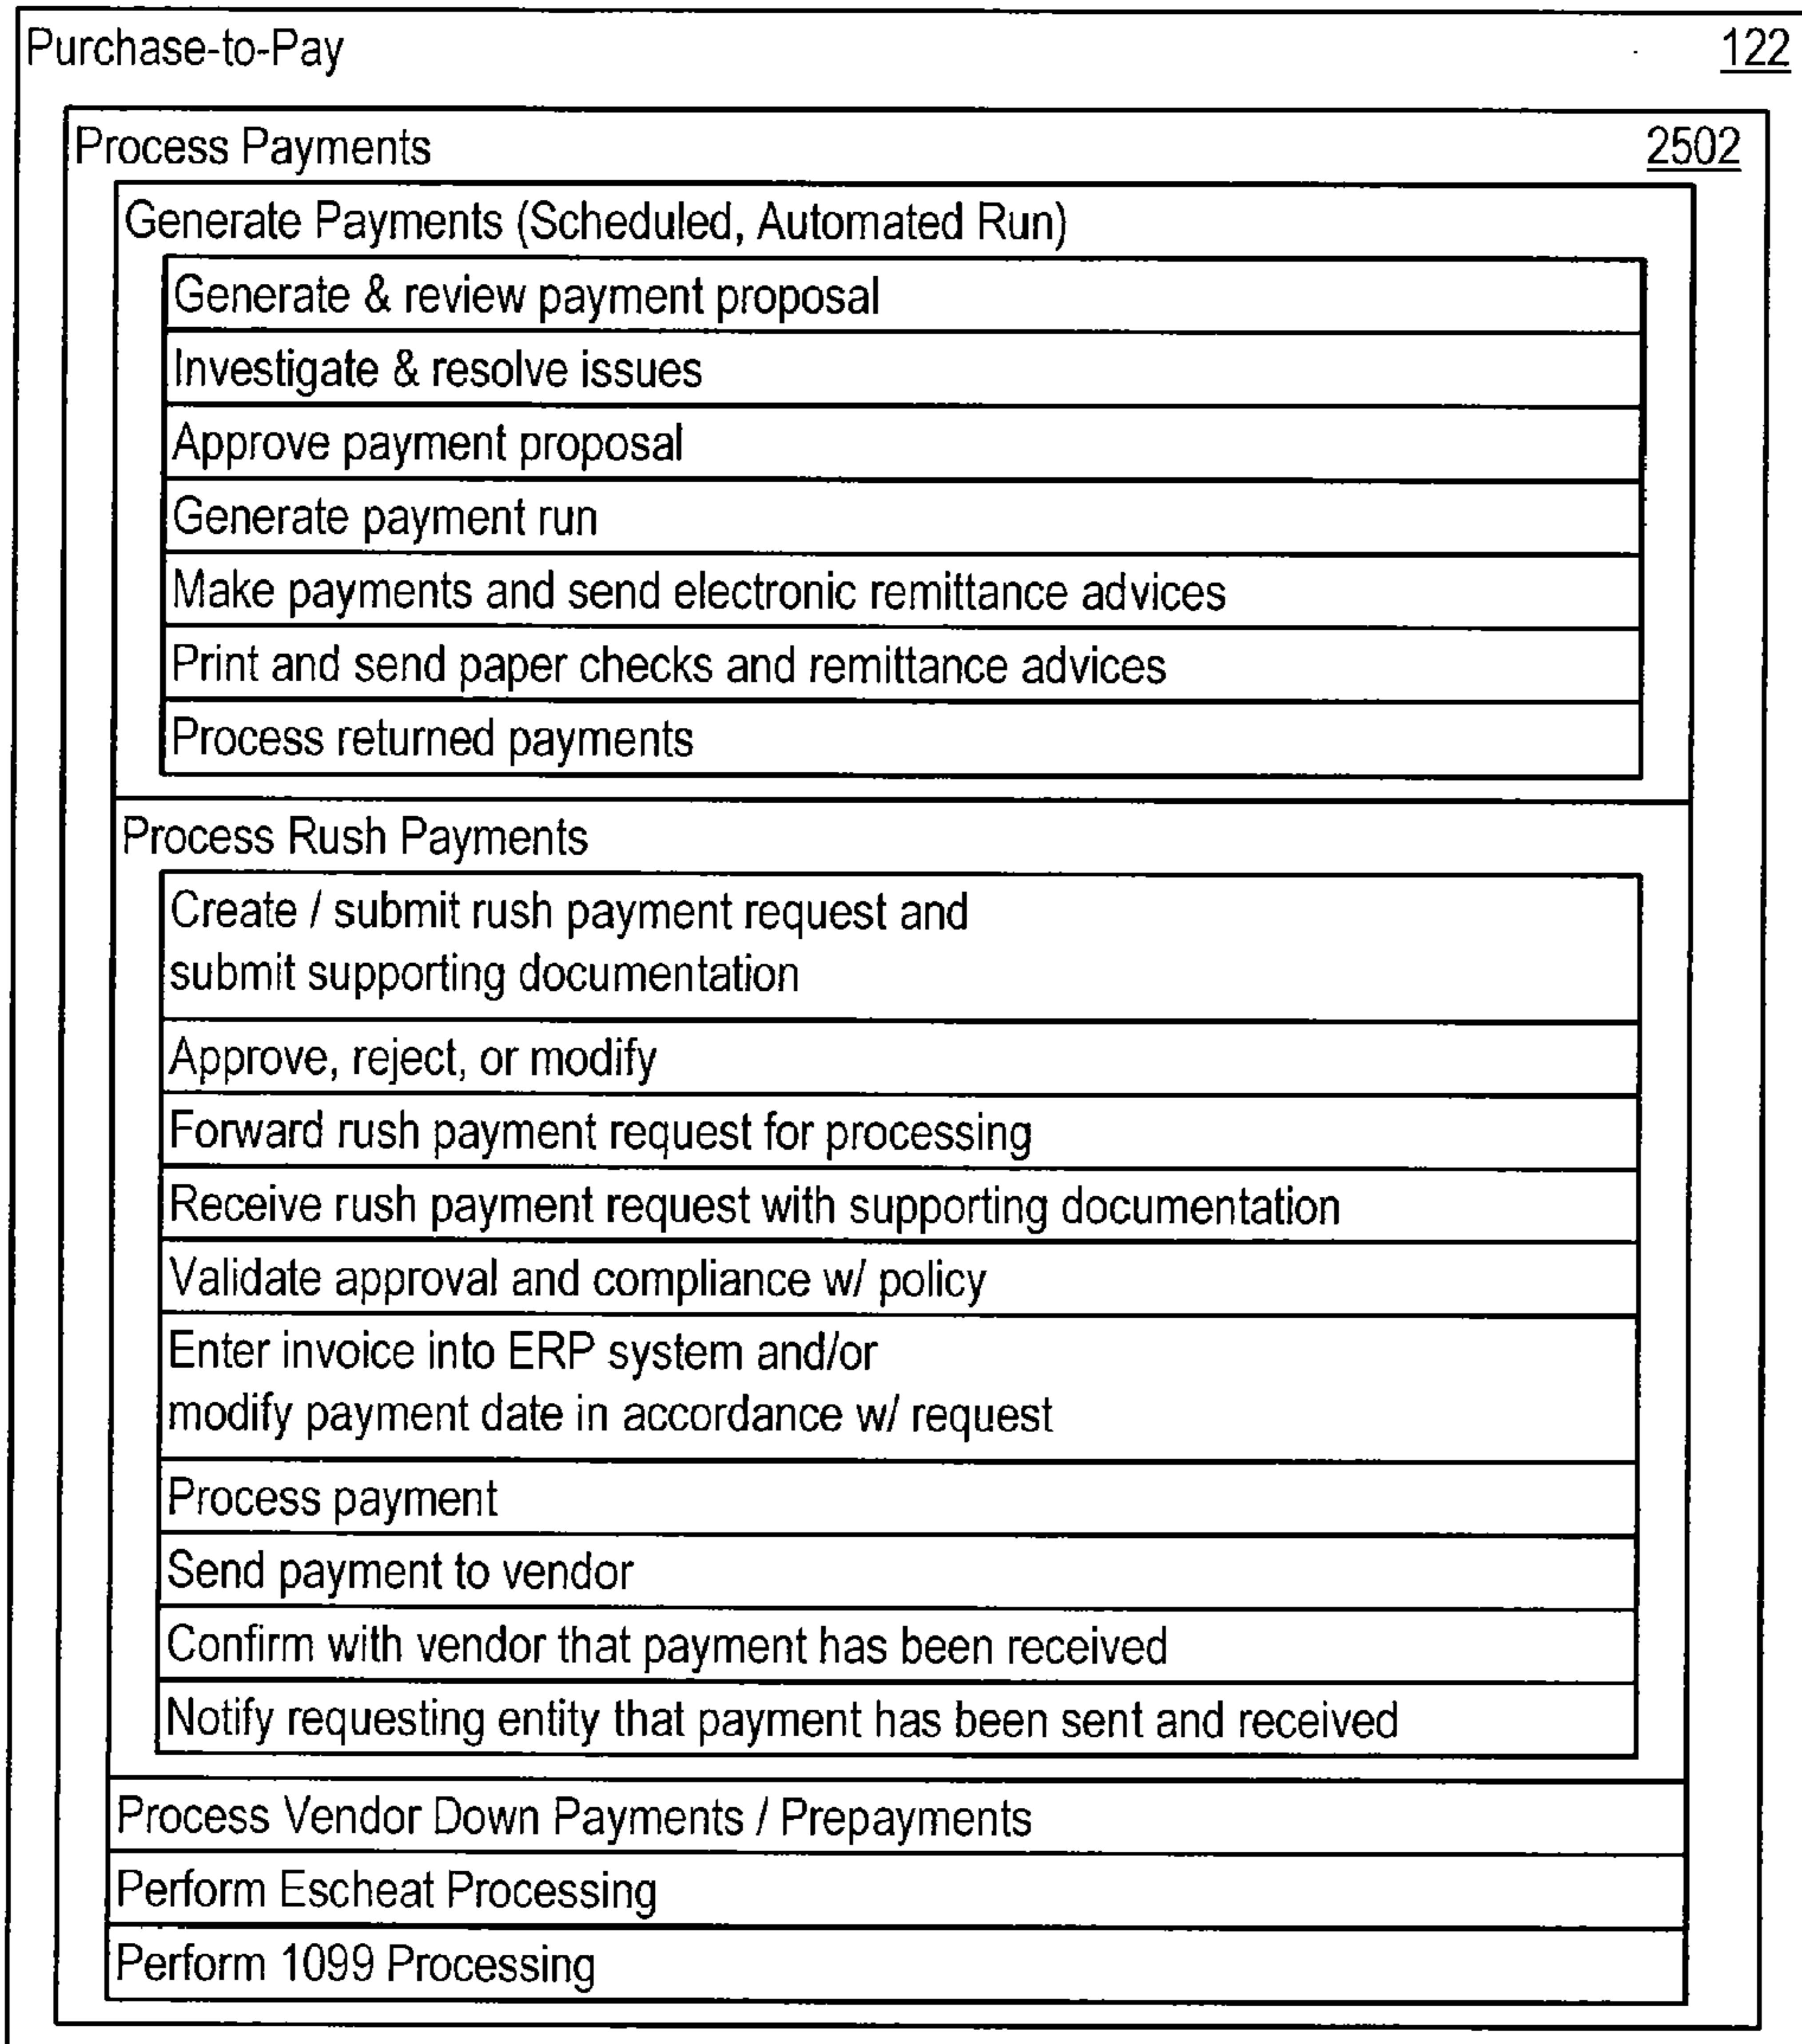 Purchase-to-Pay 122
Process Payments 2502
Generate Payments (Scheduled, Automated Run)
Generate & review payment proposal
Investigate & resolve issues
Approve payment proposal
Generate payment run
Make payments and send electronic remittance advices
Print and send paper checks and remittance advices
Process returned payments
Process Rush Payments
Create / submit rush payment request and
submit supporting documentation
Approve, reject, or modify
Forward rush payment request for processing
Receive rush payment request with supporting documentation
Validate approval and compliance w/ policy
Enter invoice into ERP system and/or
modify payment date in accordance w/ request
Process payment
Send payment to vendor
Confirm with vendor that payment has been received
Notify requesting entity that payment has been sent and received
Process Vendor Down Payments / Prepayments
Perform Escheat Processing
Perform 1099 Processing